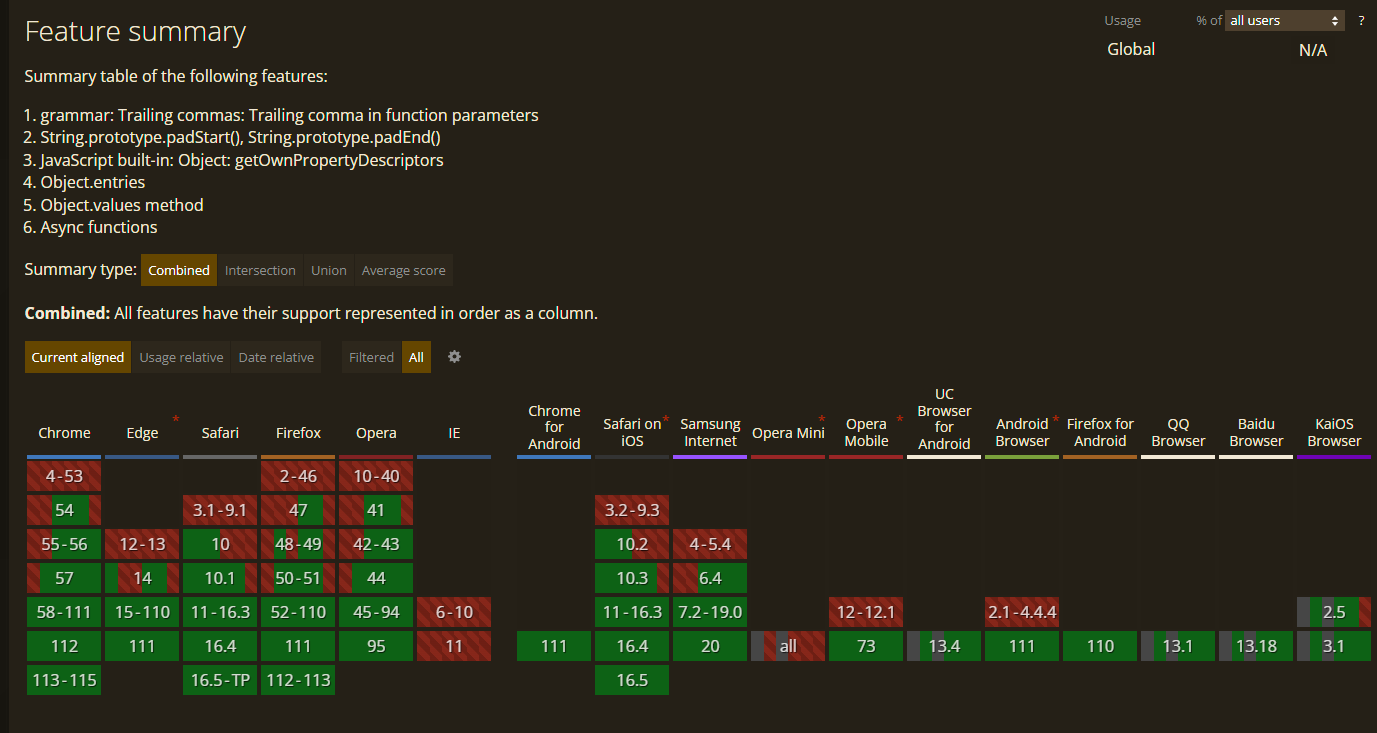 Feature summary
Usage % of all users ?
Global N/A
Summary table of the following features:
1. grammar: Trailing commas: Trailing comma in function parameters
2. String.prototype.padStart(), String.prototype.padEnd()
3. JavaScript built-in: Object: getOwnPropertyDescriptors
4. Object.entries
5. Object.values method
6. Async functions
Summary type: Combined Intersection Union Average score
Combined: All features have their support represented in order as a column.
Current aligned Usage relative Date relative Filtered All
Chrome Edge * Safari Firefox Opera IE Chrome for Android Safari on iOS * Samsung Internet Opera Mini * Opera Mobile * UC Browser for Android Android Browser * Firefox for Android QQ Browser Baidu Browser KaiOS Browser
4-53 2-46 10-40
54 3.1-9.1 47 41 3.2-9.3
55-56 12-13 10 48-49 42-43 10.2 4-5.4
57 14 10.1 50-51 44 10.3 6.4
58-111 15-110 11-16.3 52-110 45-94 6-10 11-16.3 7.2-19.0 12-12.1 2.1-4.4.4 2.5
112 111 16.4 111 95 11 111 16.4 20 all 73 13.4 111 110 13.1 13.18 3.1
113-115 16.5-TP 112-113 16.5